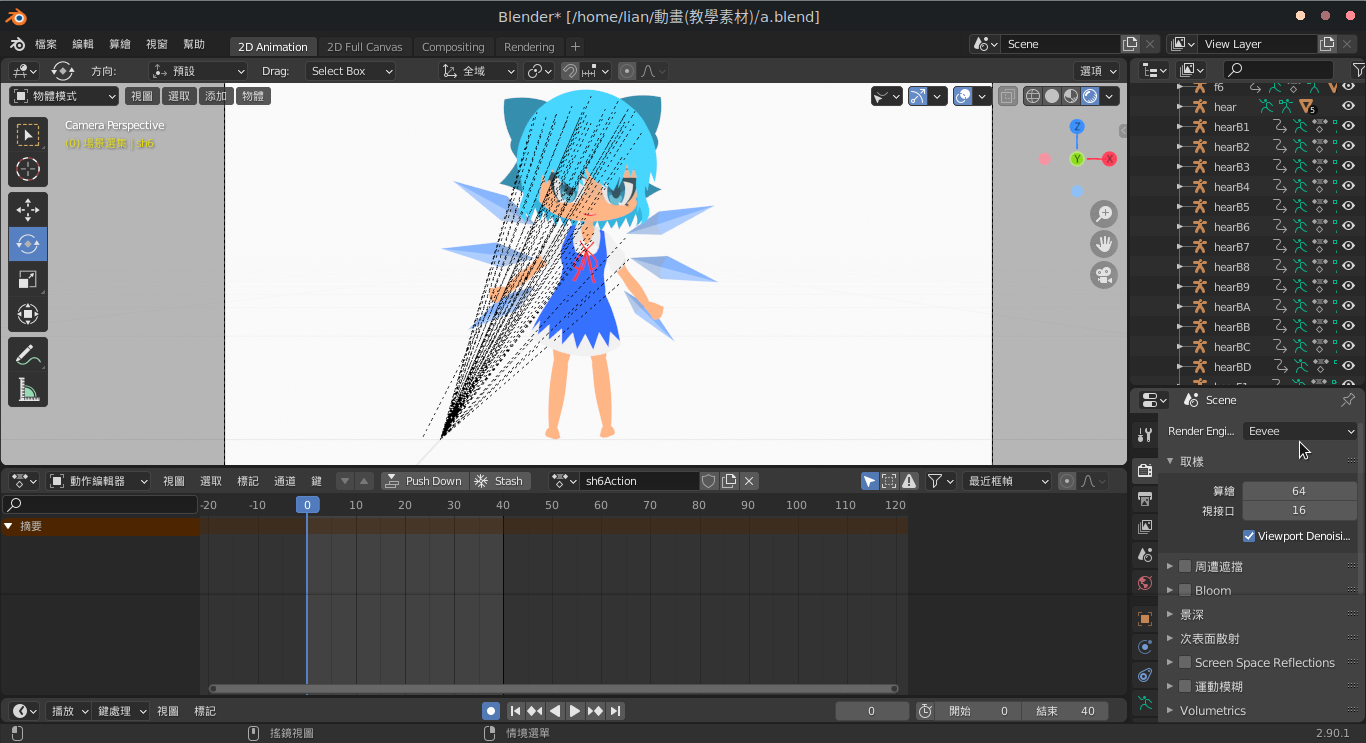 Blender* [/home/lian/動畫(教學素材)/a.blend]
檔案 編輯 算繪 視窗 幫助 2D Animation 2D Full Canvas Compositing Rendering + Scene View Layer
方向: 預設 Drag: Select Box 全域 選項
物體模式 視圖 選取 添加 物體
Camera Perspective
(0) 場景選集 | sh6
Z
Y
X
f6
hear 5
hearB1
hearB2
hearB3
hearB4
hearB5
hearB6
hearB7
hearB8
hearB9
hearBA
hearBB
hearBC
hearBD
Scene
Render Engi... Eevee
取樣
算繪 64
視接口 16
Viewport Denoisi...
周遭遮擋
Bloom
景深
次表面散射
Screen Space Reflections
運動模糊
Volumetrics
動作編輯器 視圖 選取 標記 通道 鍵 Push Down Stash sh6Action 最近框幀
-20 -10 0 10 20 30 40 50 60 70 80 90 100 110 120
摘要
播放 鍵處理 視圖 標記 0 開始 0 結束 40
搖鏡視圖 情境選單 2.90.1